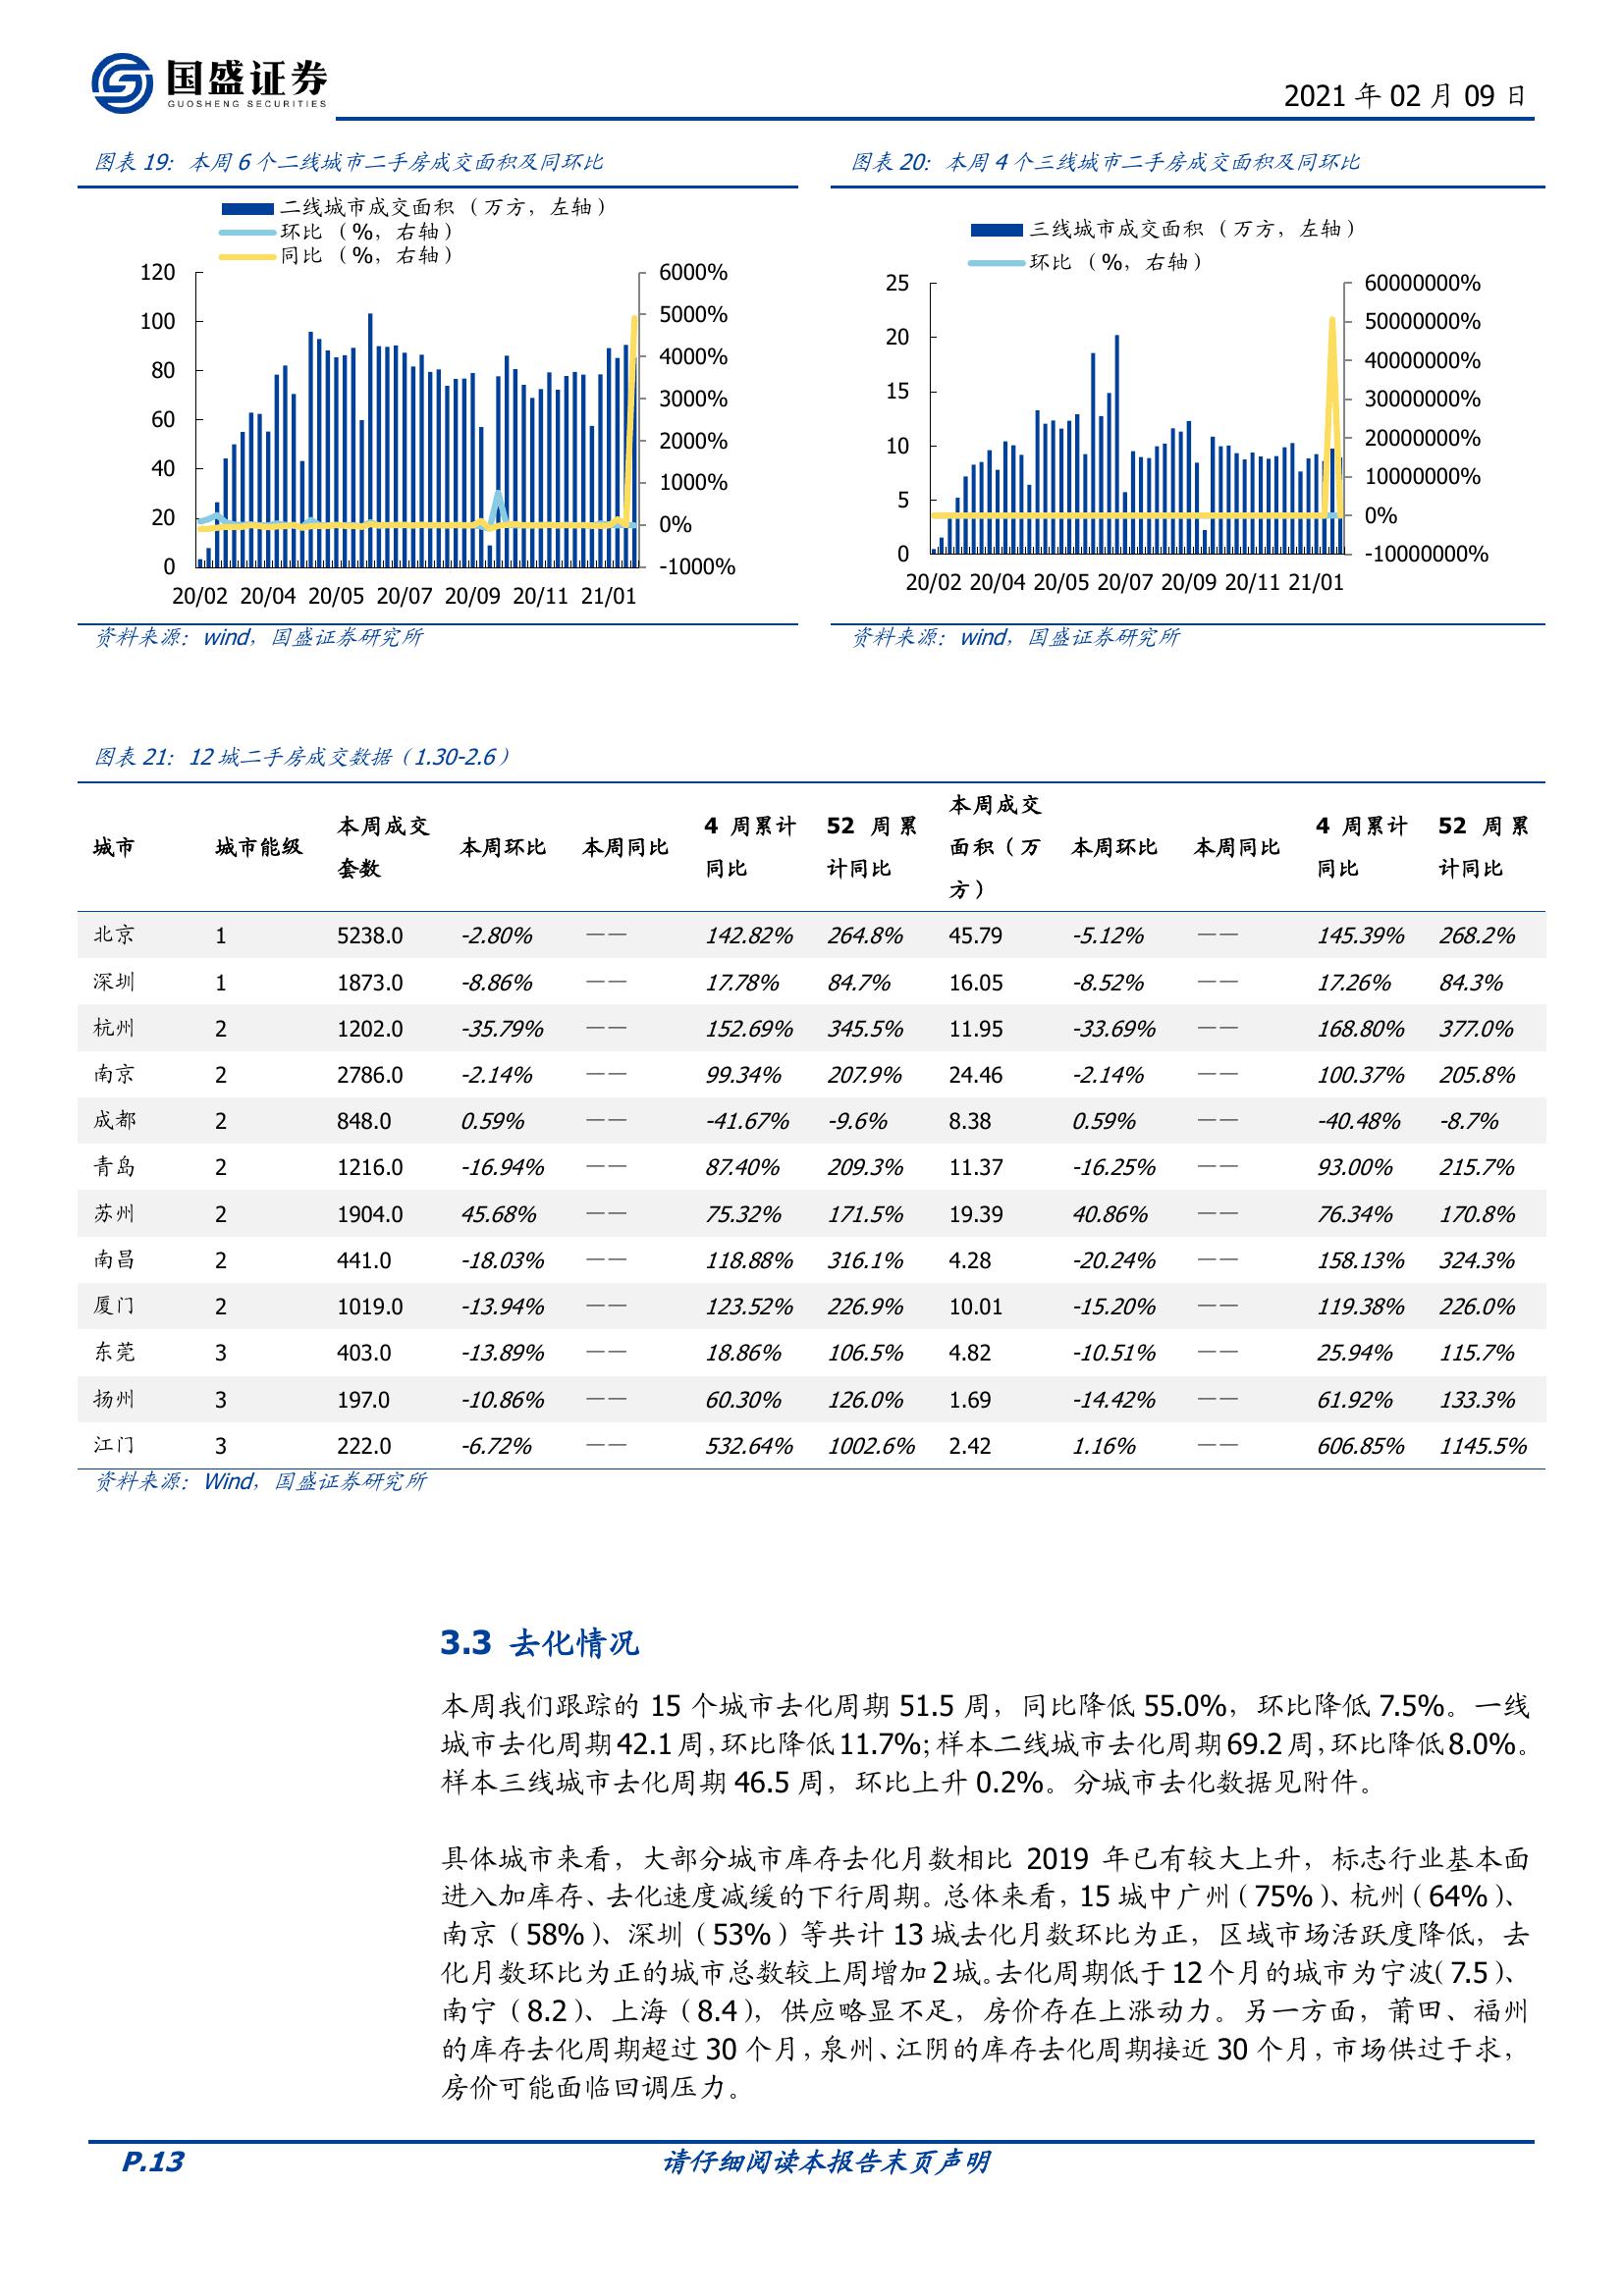 国盛证券
GUOSHENG SECURITIES
2021 年 02 月 09 日
图表 19：本周 6 个二线城市二手房成交面积及同环比
二线城市成交面积（万方，左轴）
环比（%，右轴）
同比（%，右轴）
120
100
80
60
40
20
0
6000%
5000%
4000%
3000%
2000%
1000%
0%
-1000%
20/02 20/04 20/05 20/07 20/09 20/11 21/01
资料来源：wind，国盛证券研究所
图表 20：本周 4 个三线城市二手房成交面积及同环比
三线城市成交面积（万方，左轴）
环比（%，右轴）
25
20
15
10
5
0
60000000%
50000000%
40000000%
30000000%
20000000%
10000000%
0%
-10000000%
20/02 20/04 20/05 20/07 20/09 20/11 21/01
资料来源：wind，国盛证券研究所
图表 21：12 城二手房成交数据（1.30-2.6）
城市 城市能级 本周成交套数 本周环比 本周同比 4 周累计同比 52 周累计同比 本周成交面积（万方） 本周环比 本周同比 4 周累计同比 52 周累计同比
北京 1 5238.0 -2.80% —— 142.82% 264.8% 45.79 -5.12% —— 145.39% 268.2%
深圳 1 1873.0 -8.86% —— 17.78% 84.7% 16.05 -8.52% —— 17.26% 84.3%
杭州 2 1202.0 -35.79% —— 152.69% 345.5% 11.95 -33.69% —— 168.80% 377.0%
南京 2 2786.0 -2.14% —— 99.34% 207.9% 24.46 -2.14% —— 100.37% 205.8%
成都 2 848.0 0.59% —— -41.67% -9.6% 8.38 0.59% —— -40.48% -8.7%
青岛 2 1216.0 -16.94% —— 87.40% 209.3% 11.37 -16.25% —— 93.00% 215.7%
苏州 2 1904.0 45.68% —— 75.32% 171.5% 19.39 40.86% —— 76.34% 170.8%
南昌 2 441.0 -18.03% —— 118.88% 316.1% 4.28 -20.24% —— 158.13% 324.3%
厦门 2 1019.0 -13.94% —— 123.52% 226.9% 10.01 -15.20% —— 119.38% 226.0%
东莞 3 403.0 -13.89% —— 18.86% 106.5% 4.82 -10.51% —— 25.94% 115.7%
扬州 3 197.0 -10.86% —— 60.30% 126.0% 1.69 -14.42% —— 61.92% 133.3%
江门 3 222.0 -6.72% —— 532.64% 1002.6% 2.42 1.16% —— 606.85% 1145.5%
资料来源：Wind，国盛证券研究所
3.3 去化情况
本周我们跟踪的 15 个城市去化周期 51.5 周，同比降低 55.0%，环比降低 7.5%。一线
城市去化周期 42.1 周，环比降低 11.7%；样本二线城市去化周期 69.2 周，环比降低 8.0%。
样本三线城市去化周期 46.5 周，环比上升 0.2%。分城市去化数据见附件。
具体城市来看，大部分城市库存去化月数相比 2019 年已有较大上升，标志行业基本面
进入加库存、去化速度减缓的下行周期。总体来看，15 城中广州（75%）、杭州（64%）、
南京（58%）、深圳（53%）等共计 13 城去化月数环比为正，区域市场活跃度降低，去
化月数环比为正的城市总数较上周增加 2 城。去化周期低于 12 个月的城市为宁波（7.5）、
南宁（8.2）、上海（8.4），供应略显不足，房价存在上涨动力。另一方面，莆田、福州
的库存去化周期超过 30 个月，泉州、江阴的库存去化周期接近 30 个月，市场供过于求，
房价可能面临回调压力。
P.13
请仔细阅读本报告末页声明